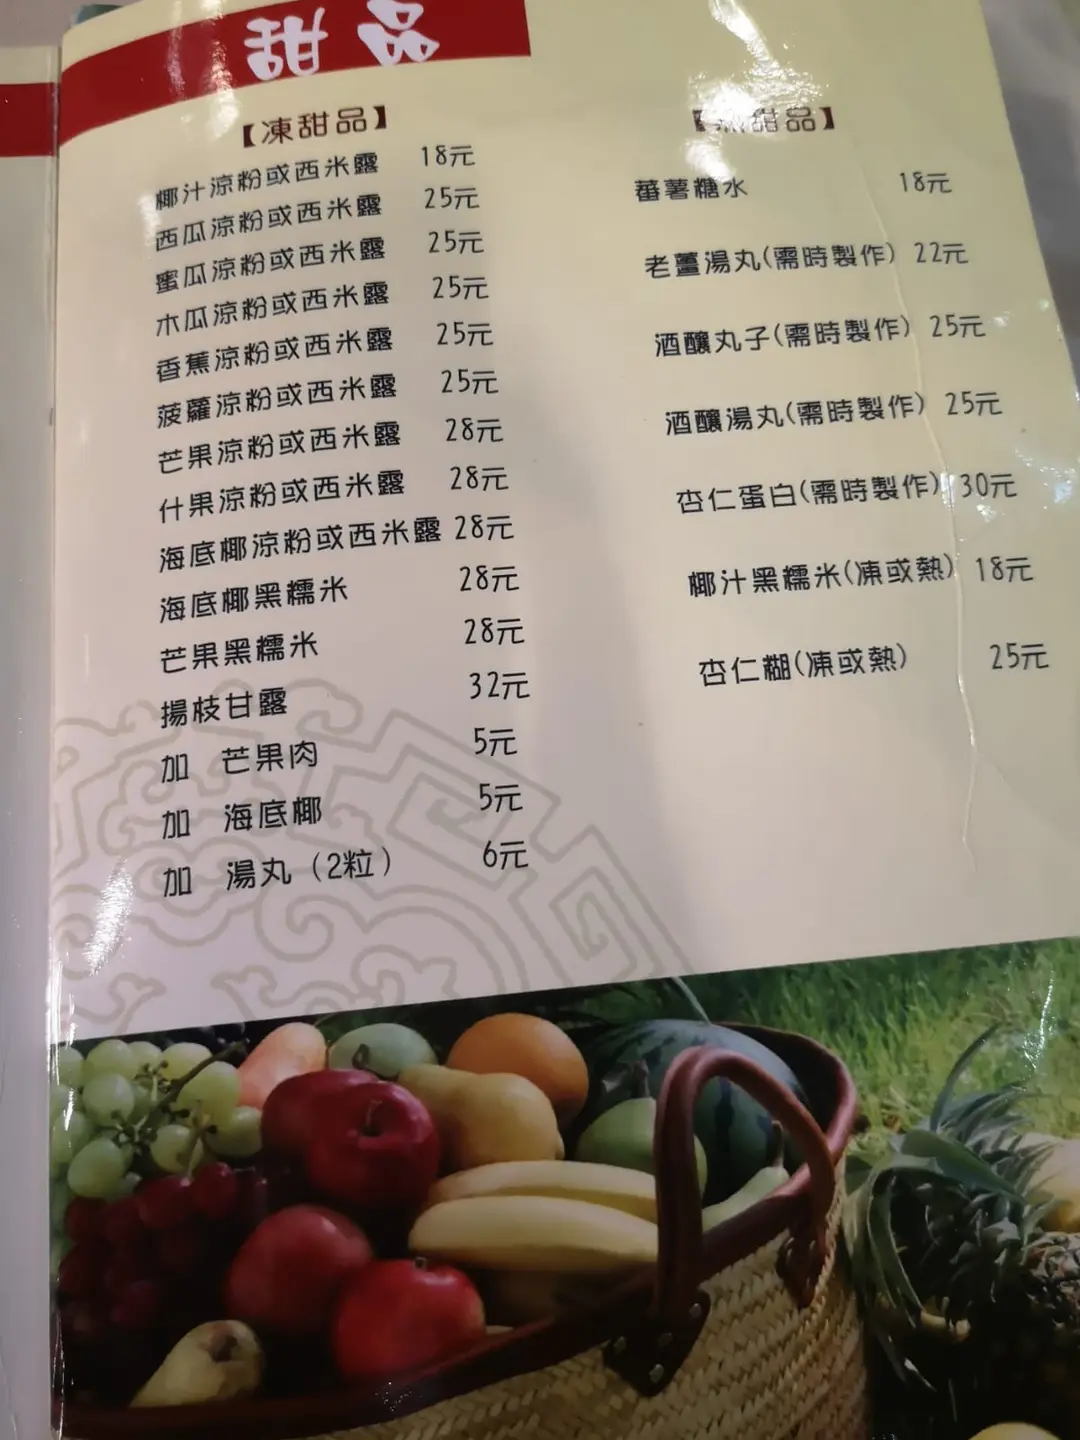 甜品
【凍甜品】
椰汁涼粉或西米露 18元
西瓜涼粉或西米露 25元
蜜瓜涼粉或西米露 25元
木瓜涼粉或西米露 25元
香蕉涼粉或西米露 25元
菠蘿涼粉或西米露 25元
芒果涼粉或西米露 28元
什果涼粉或西米露 28元
海底椰涼粉或西米露 28元
海底椰黑糯米 28元
芒果黑糯米 28元
楊枝甘露 32元
加 芒果肉 5元
加 海底椰 5元
加 湯丸（2粒） 6元
【熱甜品】
蕃薯糖水 18元
老薑湯丸(需時製作) 22元
酒釀丸子(需時製作) 25元
酒釀湯丸(需時製作) 25元
杏仁蛋白(需時製作) 30元
椰汁黑糯米(凍或熱) 18元
杏仁糊(凍或熱) 25元